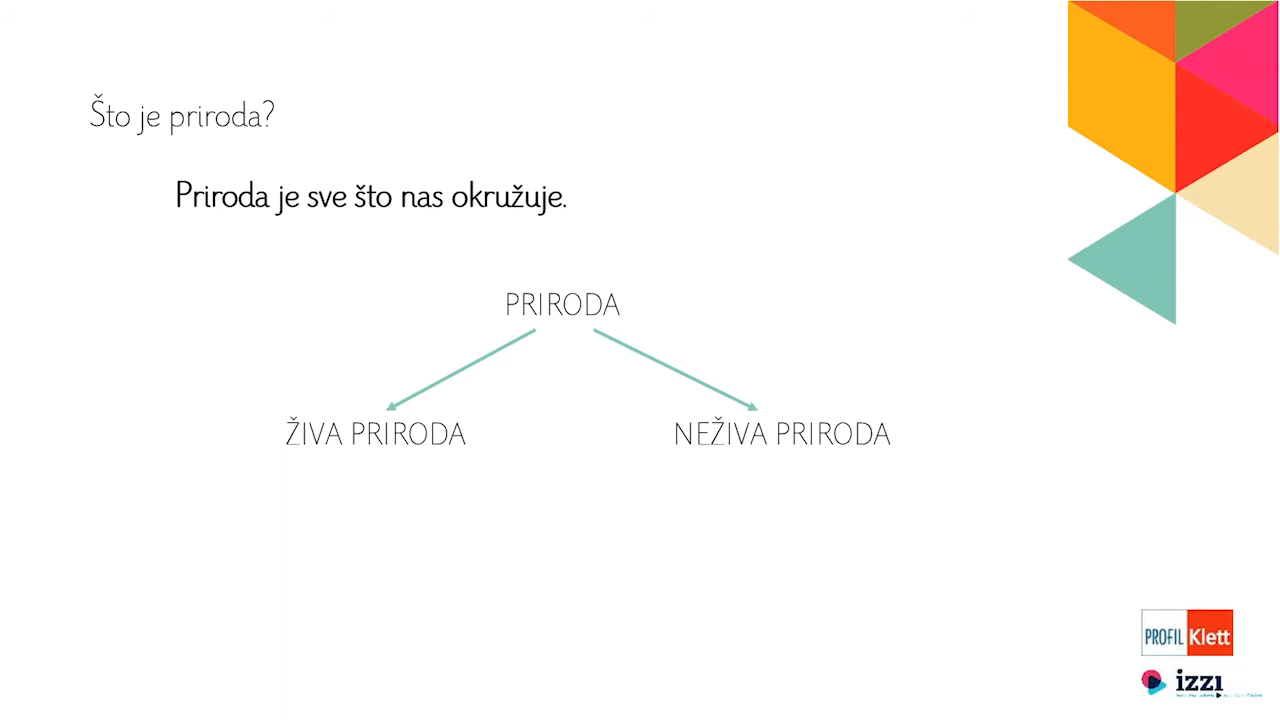 Što je priroda?
Priroda je sve što nas okružuje.
PRIRODA
ŽIVA PRIRODA NEŽIVA PRIRODA
PROFIL Klett
izzi